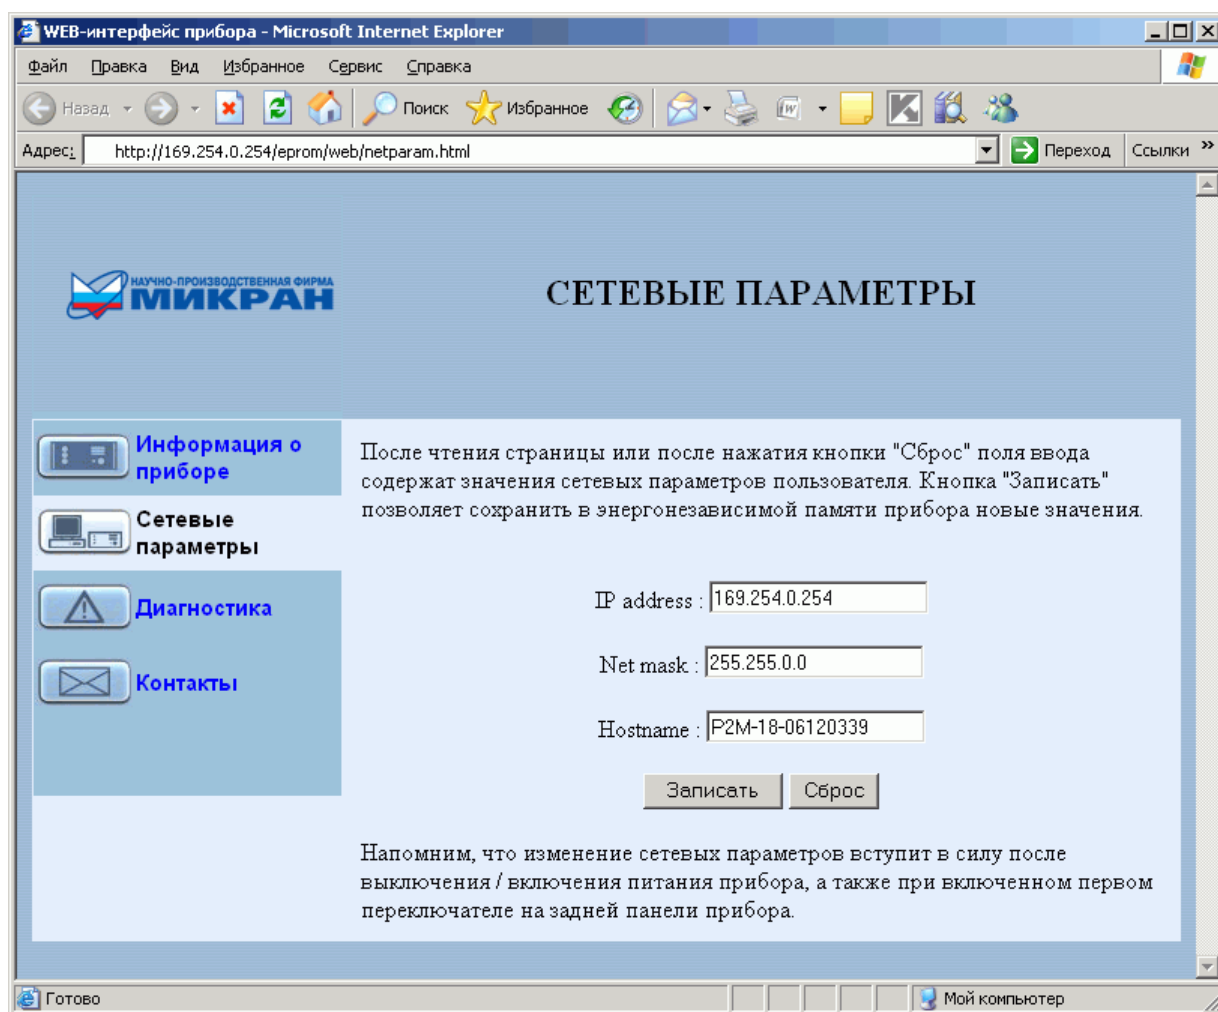 WEB-интерфейс прибора - Microsoft Internet Explorer
Файл Правка Вид Избранное Сервис Справка
Назад Поиск Избранное
Адрес: http://169.254.0.254/eprom/web/netparam.html Переход Ссылки »
НАУЧНО-ПРОИЗВОДСТВЕННАЯ ФИРМА
МИКРАН
СЕТЕВЫЕ ПАРАМЕТРЫ
Информация о
приборе
Сетевые
параметры
Диагностика
Контакты
После чтения страницы или после нажатия кнопки "Сброс" поля ввода
содержат значения сетевых параметров пользователя. Кнопка "Записать"
позволяет сохранить в энергонезависимой памяти прибора новые значения.
IP address : 169.254.0.254
Net mask : 255.255.0.0
Hostname : P2M-18-06120339
Записать Сброс
Напомним, что изменение сетевых параметров вступит в силу после
выключения / включения питания прибора, а также при включенном первом
переключателе на задней панели прибора.
Готово Мой компьютер